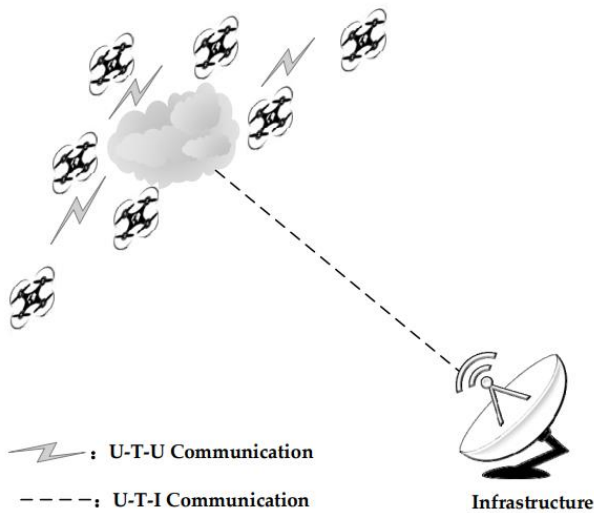 : U-T-U Communication
: U-T-I Communication
Infrastructure